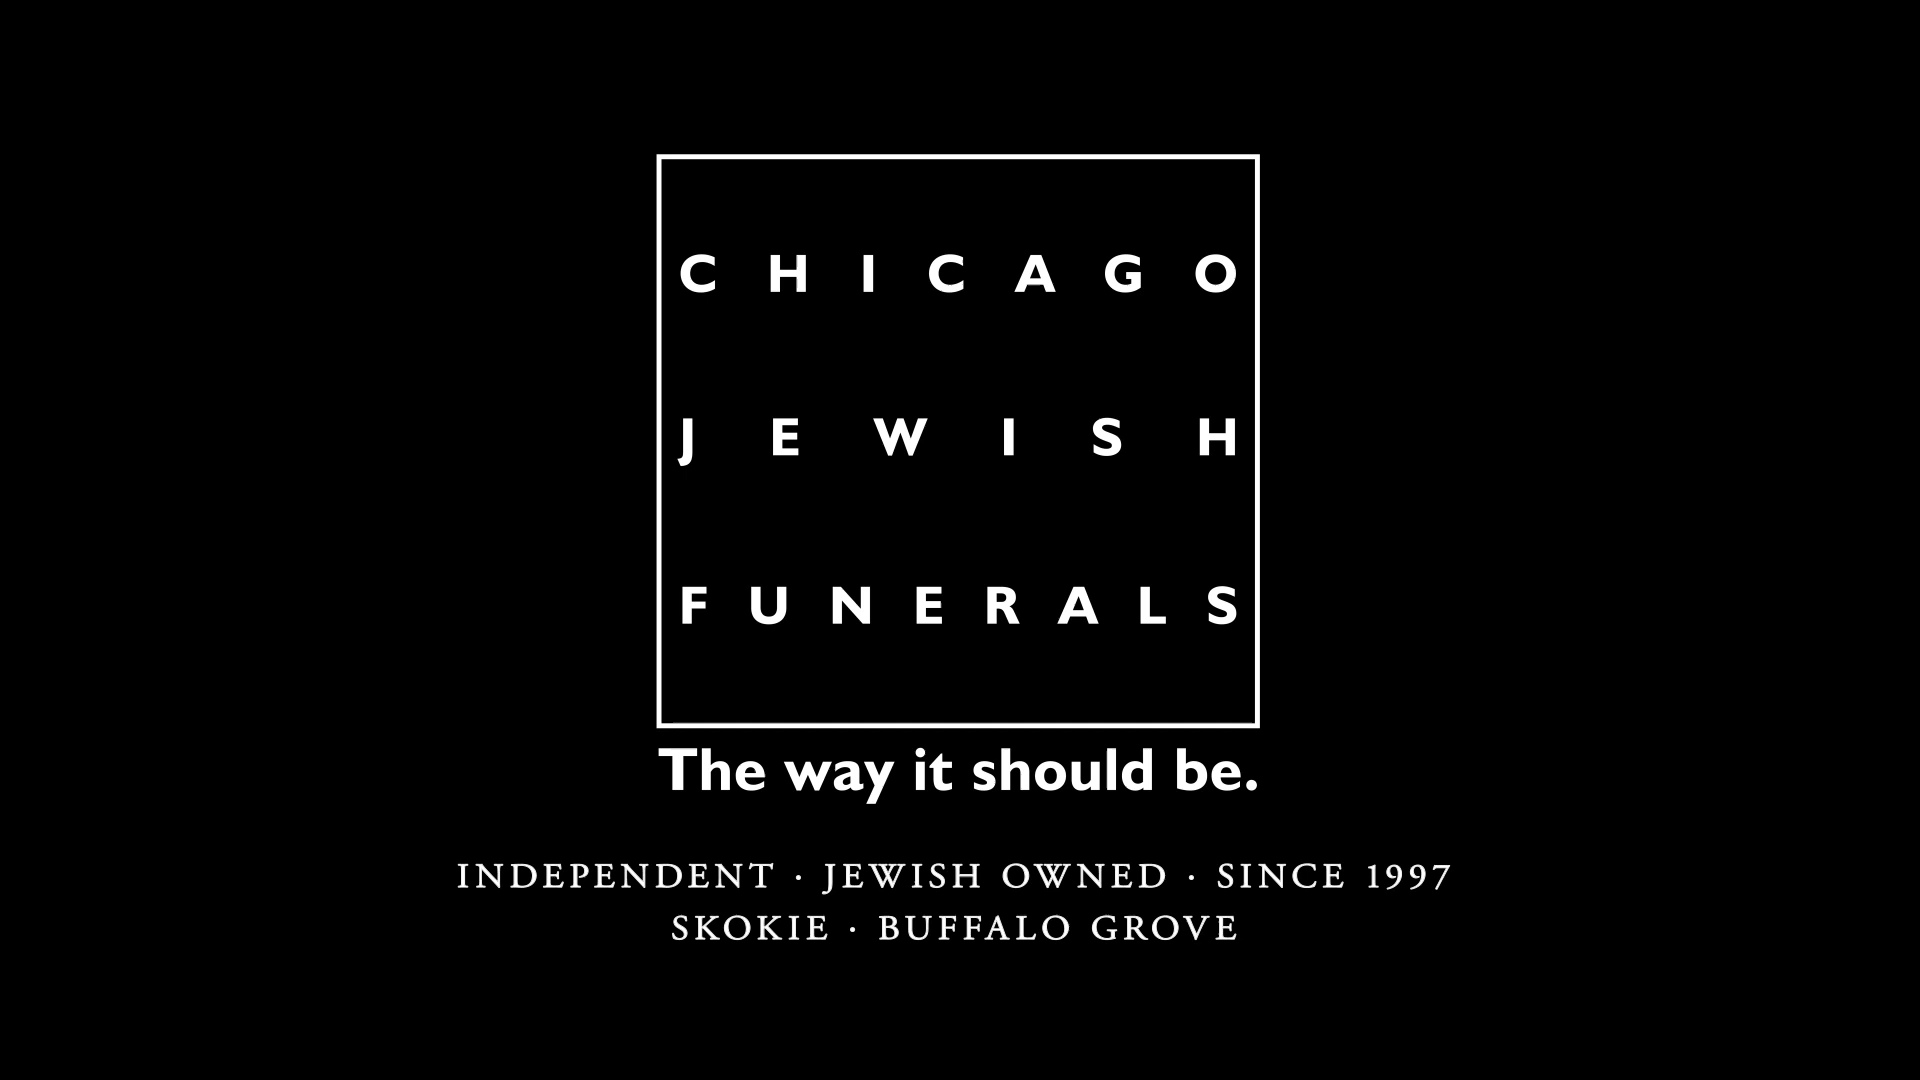 CHICAGO
JEWISH
FUNERALS
The way it should be.
INDEPENDENT · JEWISH OWNED · SINCE 1997
SKOKIE · BUFFALO GROVE